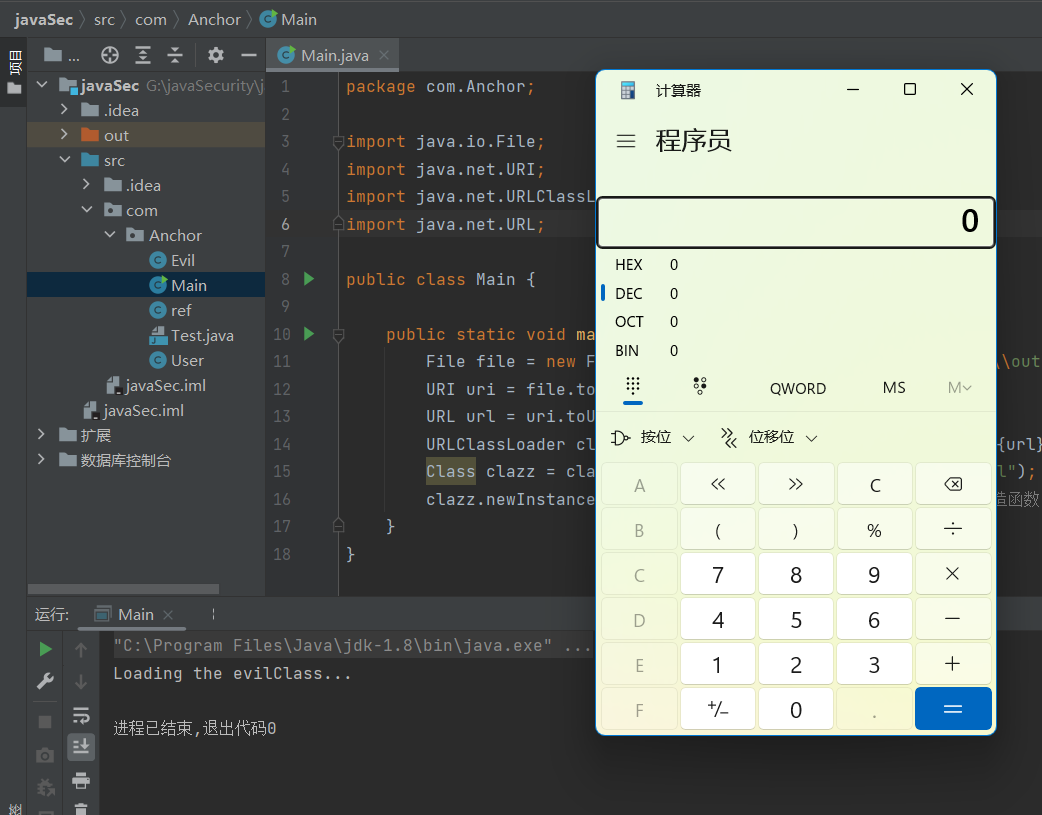 javaSec 〉 src 〉 com 〉 Anchor 〉 Main
项目
...
Main.java
javaSec G:\javaSecurity\j
.idea
out
src
.idea
com
Anchor
Evil
Main
ref
Test.java
User
javaSec.iml
javaSec.iml
扩展
数据库控制台
1 package com.Anchor;
2
3 import java.io.File;
4 import java.net.URI;
5 import java.net.URLClassL
6 import java.net.URL;
7
8 public class Main {
9
10 public static void ma
11 File file = new F \\out
12 URI uri = file.to
13 URL url = uri.toU
14 URLClassLoader cl {url}
15 Class clazz = cla l");
16 clazz.newInstance 造函数
17 }
18 }
计算器
程序员
0
HEX 0
DEC 0
OCT 0
BIN 0
QWORD MS M
按位 位移位
A << >> C
B ( ) % ÷
C 7 8 9 ×
D 4 5 6 −
E 1 2 3 +
F +/− 0 . =
运行: Main
"C:\Program Files\Java\jdk-1.8\bin\java.exe" ...
Loading the evilClass...
进程已结束,退出代码0